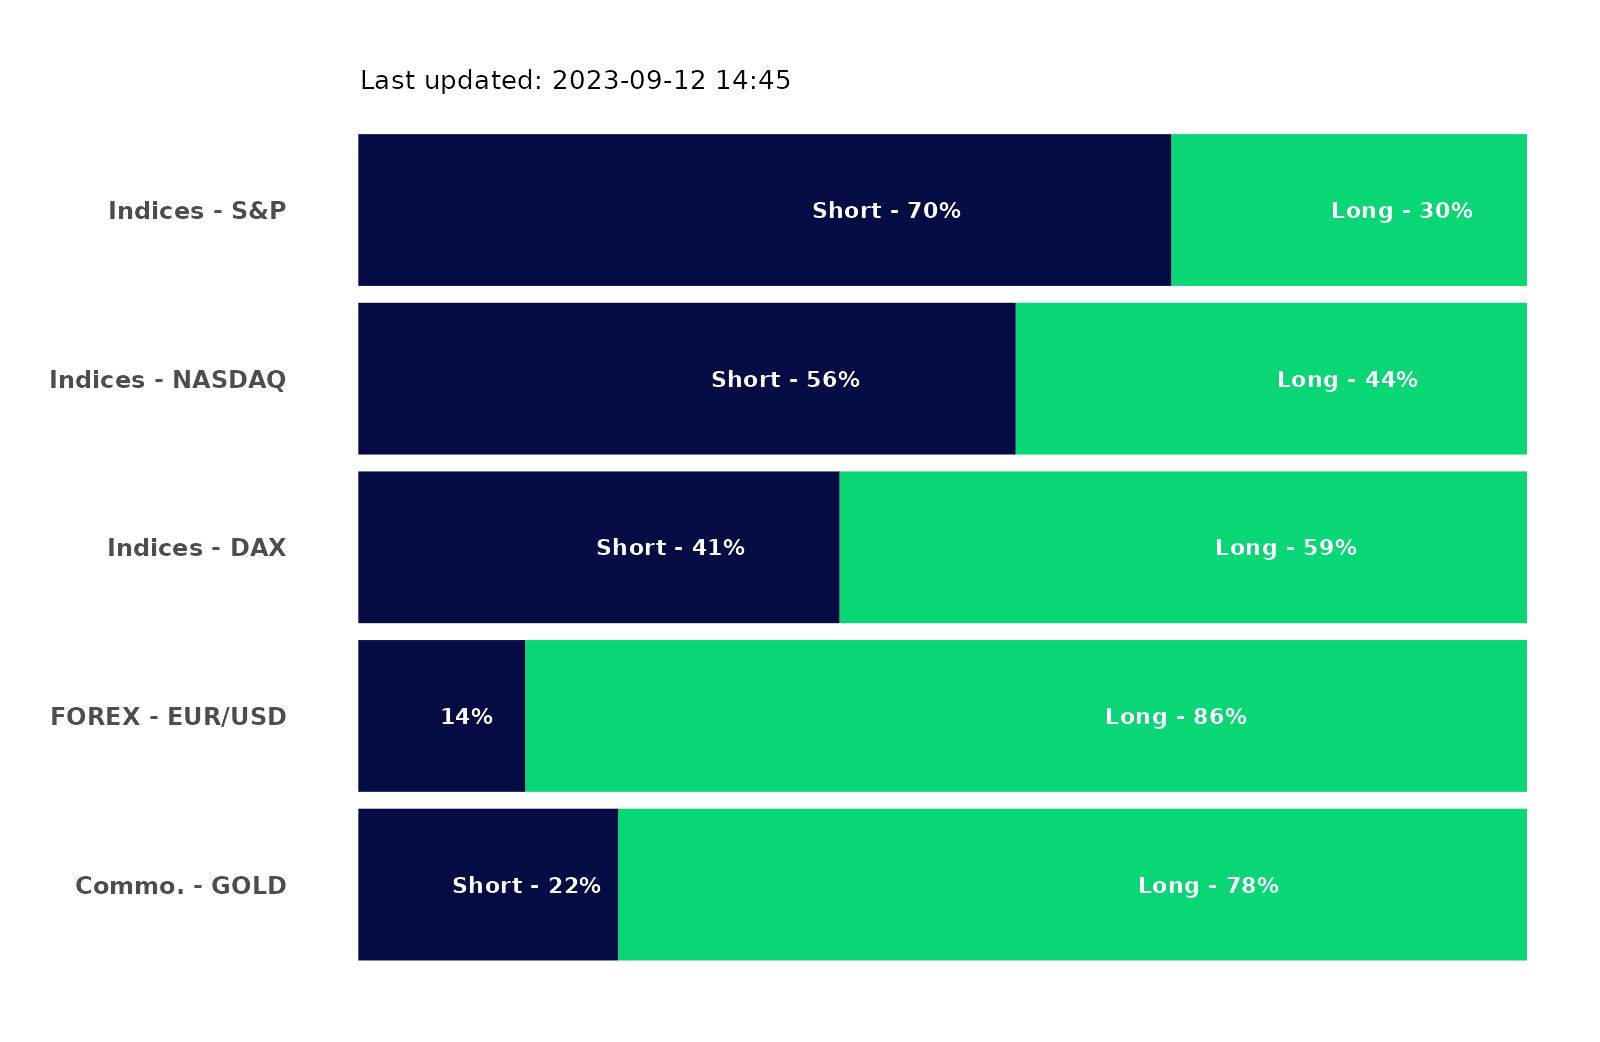 Last updated: 2023-09-12 14:45
Indices - S&P Short - 70% Long - 30%
Indices - NASDAQ Short - 56% Long - 44%
Indices - DAX Short - 41% Long - 59%
FOREX - EUR/USD 14% Long - 86%
Commo. - GOLD Short - 22% Long - 78%